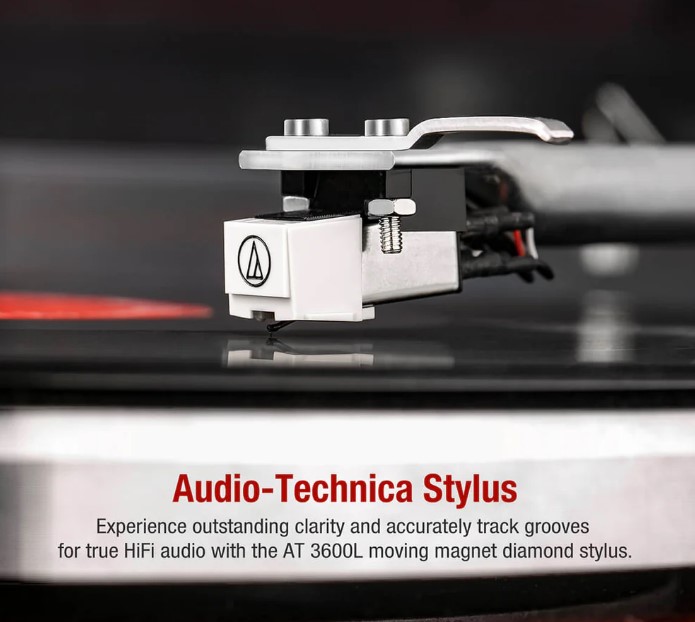 Audio-Technica Stylus
Experience outstanding clarity and accurately track grooves
for true HiFi audio with the AT 3600L moving magnet diamond stylus.